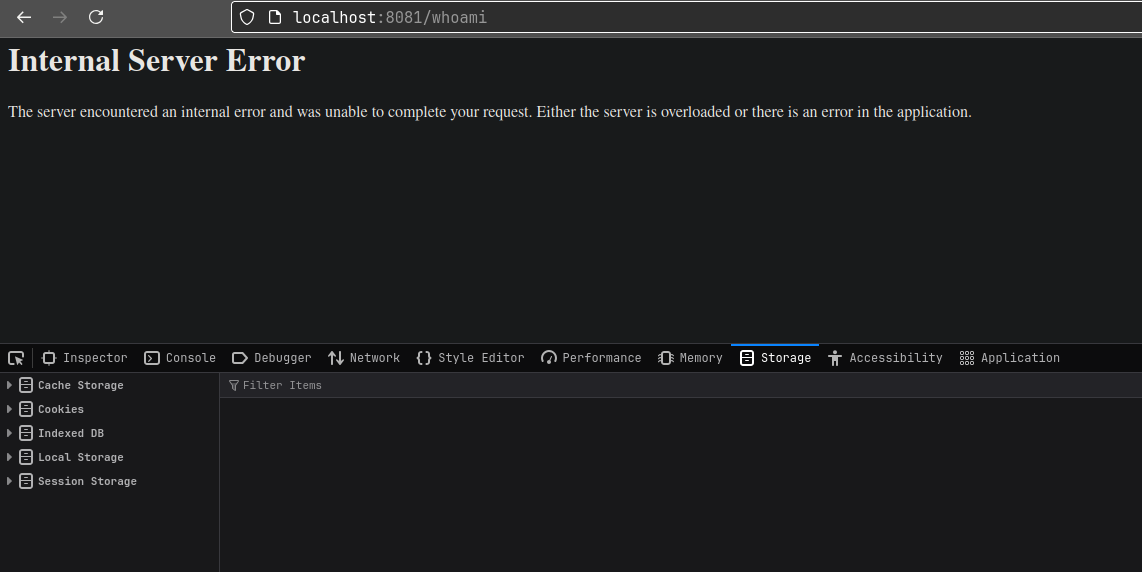 localhost:8081/whoami
Internal Server Error
The server encountered an internal error and was unable to complete your request. Either the server is overloaded or there is an error in the application.
Inspector Console Debugger Network Style Editor Performance Memory Storage Accessibility Application
Cache Storage Filter Items
Cookies
Indexed DB
Local Storage
Session Storage